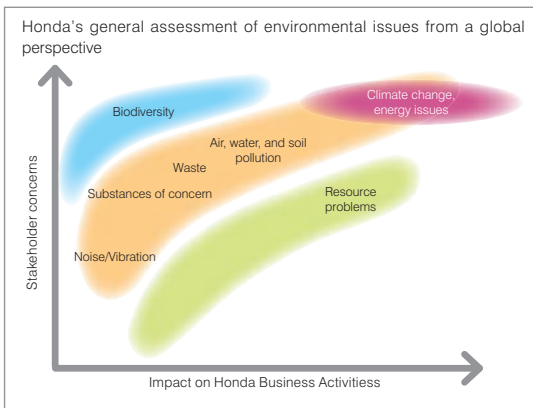 Honda's general assessment of environmental issues from a global
perspective
Stakeholder concerns
Climate change,
energy issues
Biodiversity
Air, water, and soil
pollution
Waste
Substances of concern
Resource
problems
Noise/Vibration
Impact on Honda Business Activitiess